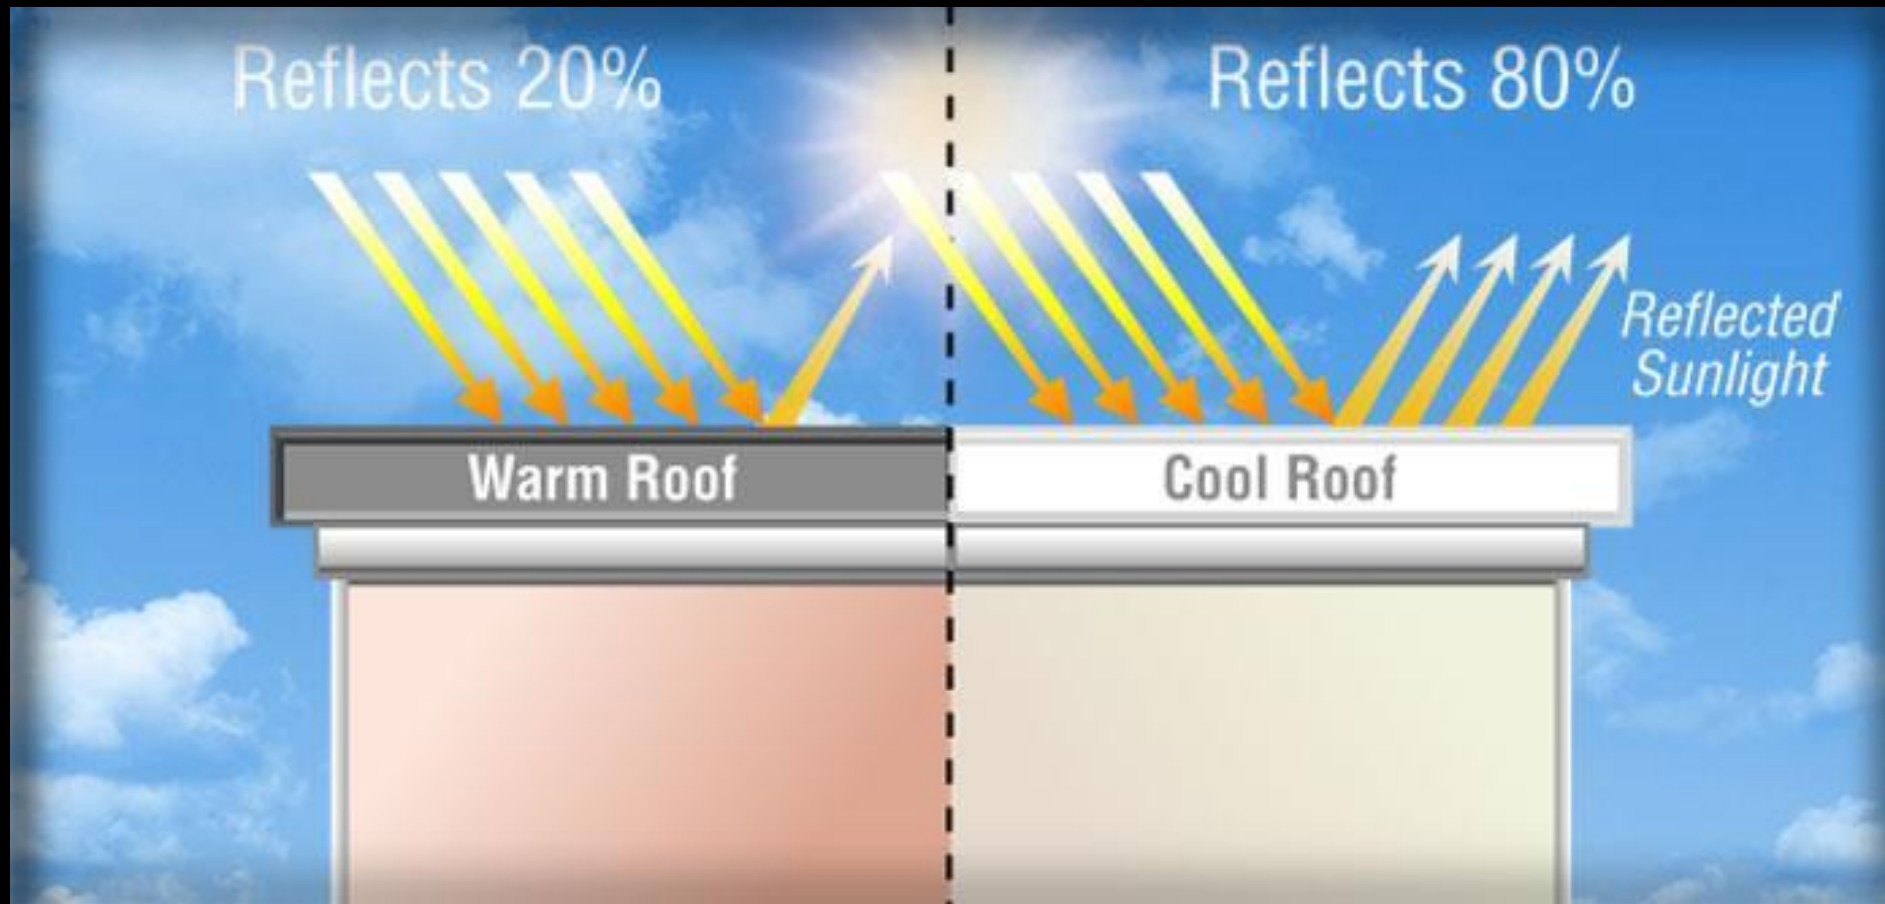 Reflects 20%
Reflects 80%
Reflected
Sunlight
Warm Roof
Cool Roof